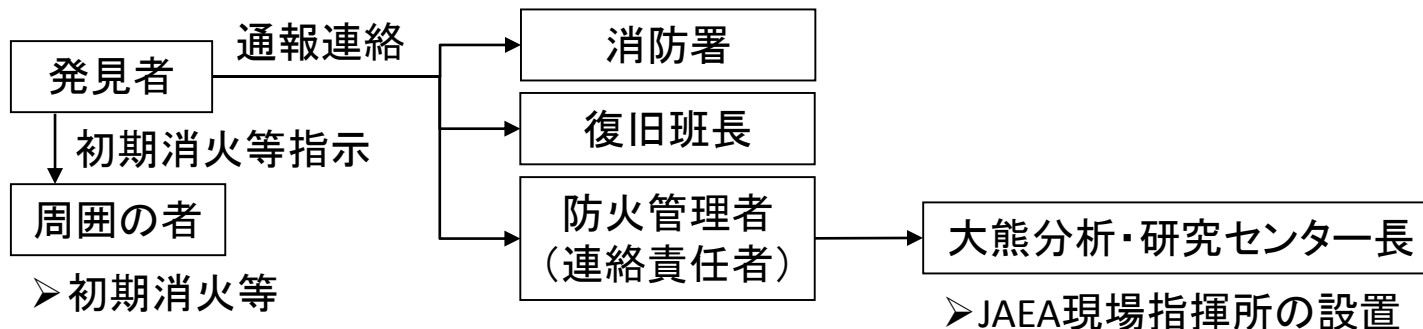 発見者
通報連絡
消防署
復旧班長
初期消火等指示
周囲の者
➢初期消火等
防火管理者
（連絡責任者）
大熊分析・研究センター長
➢JAEA現場指揮所の設置